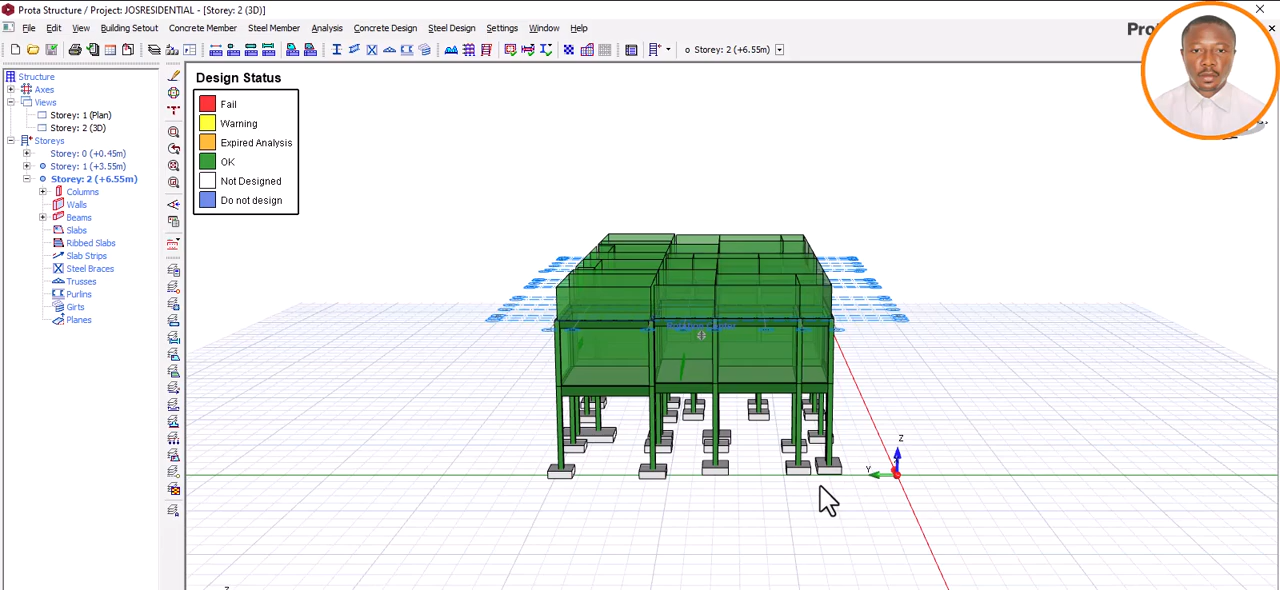 Prota Structure / Project: JOSRESIDENTIAL - [Storey: 2 (3D)]
File Edit View Building Setout Member Concrete Member Steel Member Analysis Concrete Design Steel Design Settings Window Help
Storey: 2 (+6.55m)
Structure
Axes
Views
Storey: 1 (Plan)
Storey: 2 (3D)
Storeys
Storey: 0 (+0.45m)
Storey: 1 (+3.55m)
Storey: 2 (+6.55m)
Columns
Walls
Beams
Slabs
Ribbed Slabs
Slab Strips
Steel Braces
Trusses
Purlins
Girts
Planes
Design Status
Fail
Warning
Expired Analysis
OK
Not Designed
Do not design
Z
Y